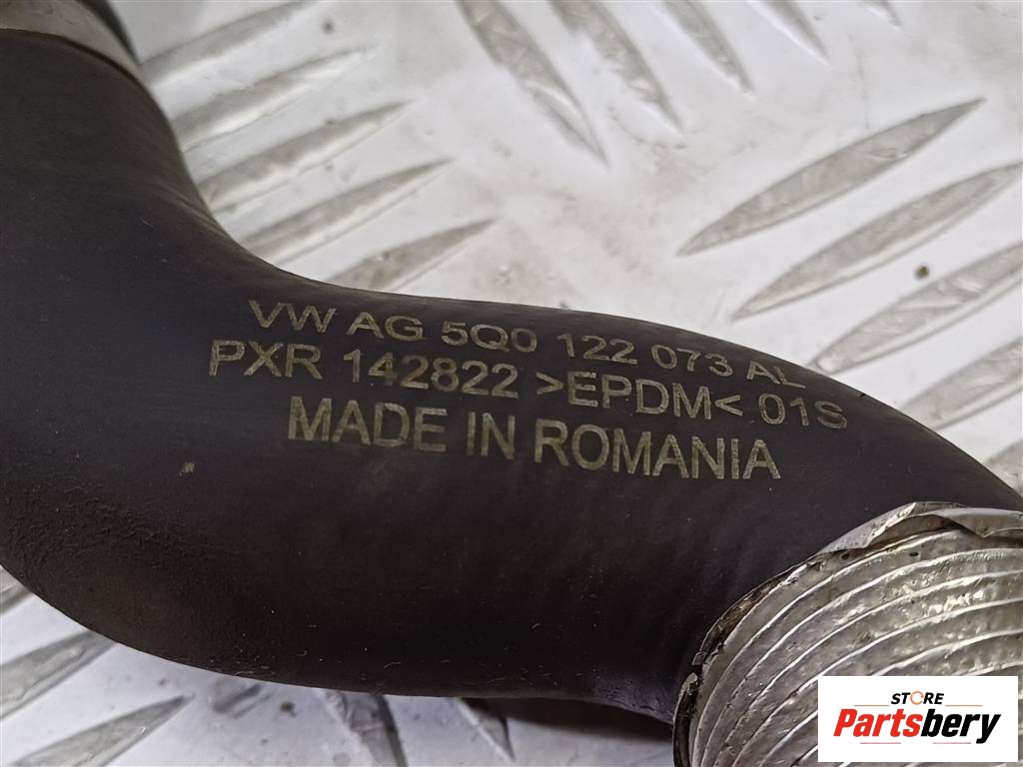 VW AG 5Q0 122 073 AL
PXR 142822 >EPDM< 01S
MADE IN ROMANIA
STORE
Partsbery